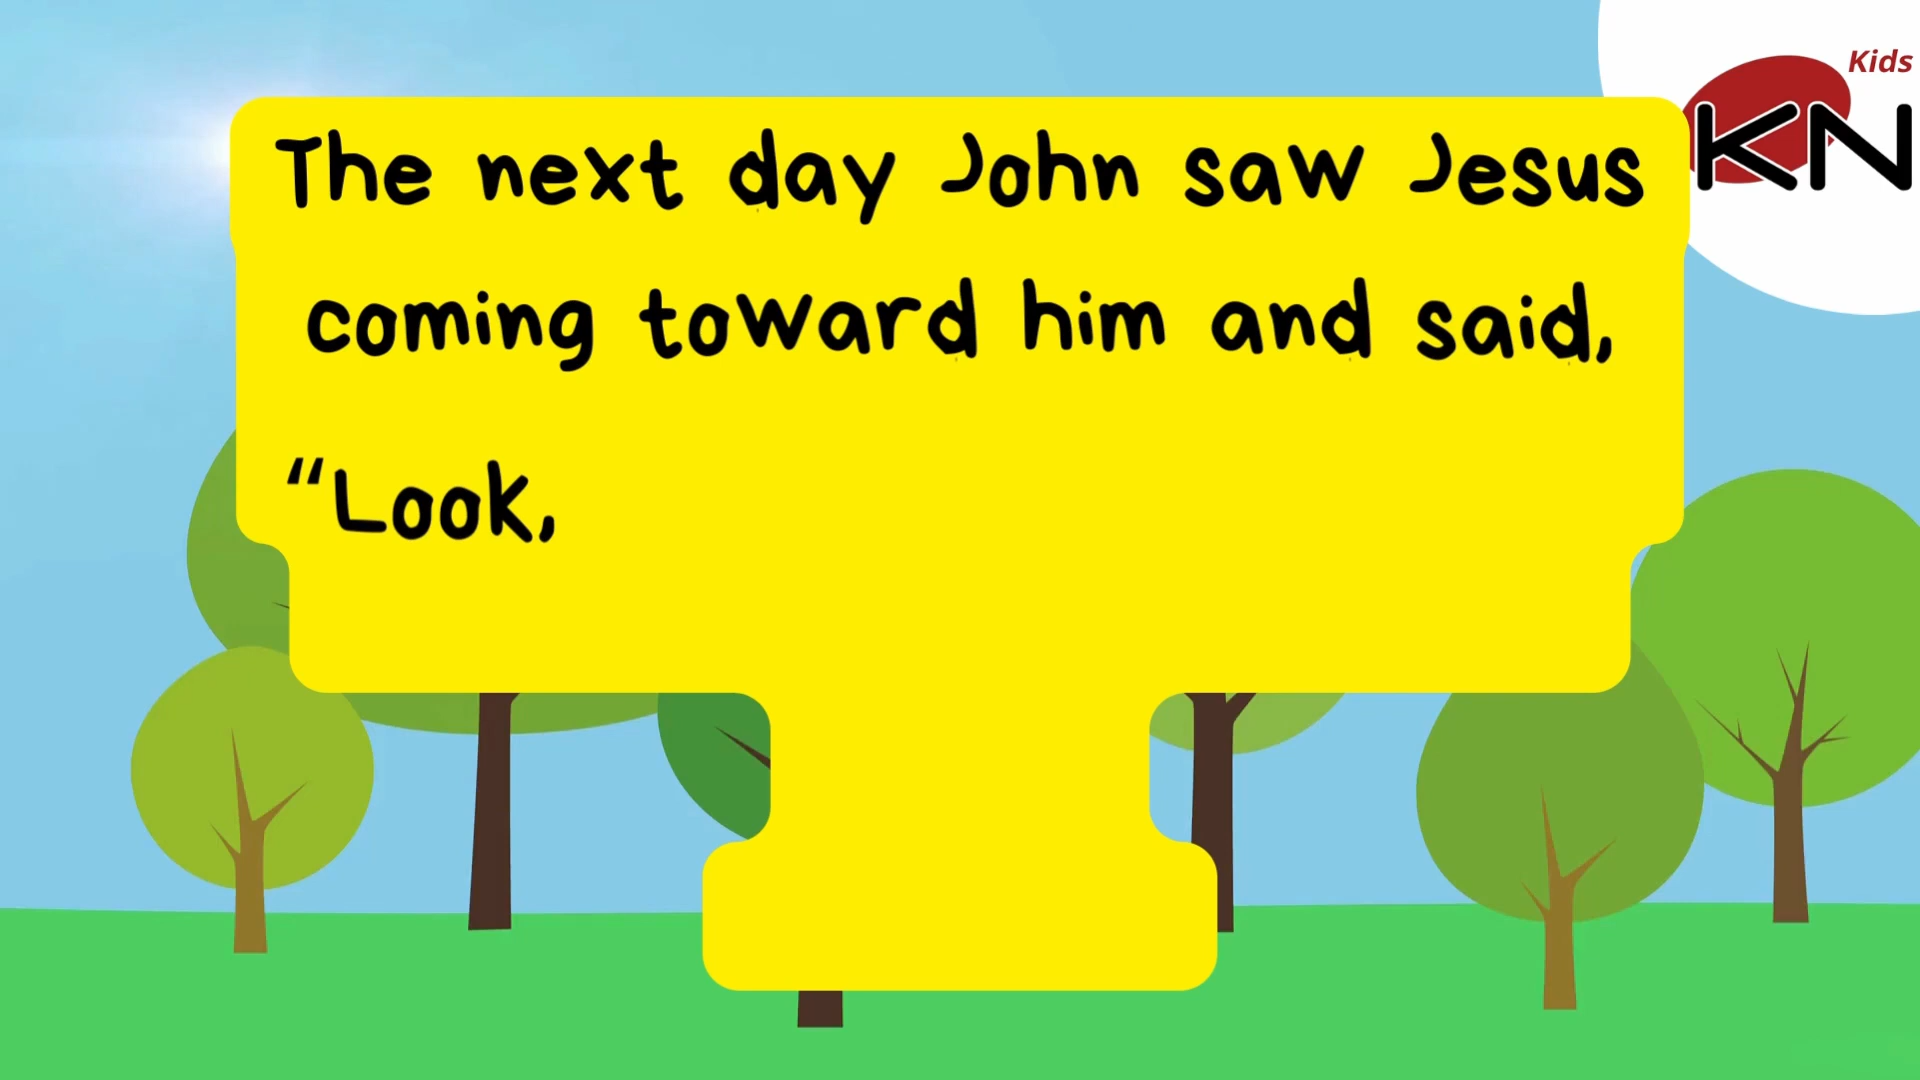 Kids
KN
The next day John saw Jesus
coming toward him and said,
“Look,